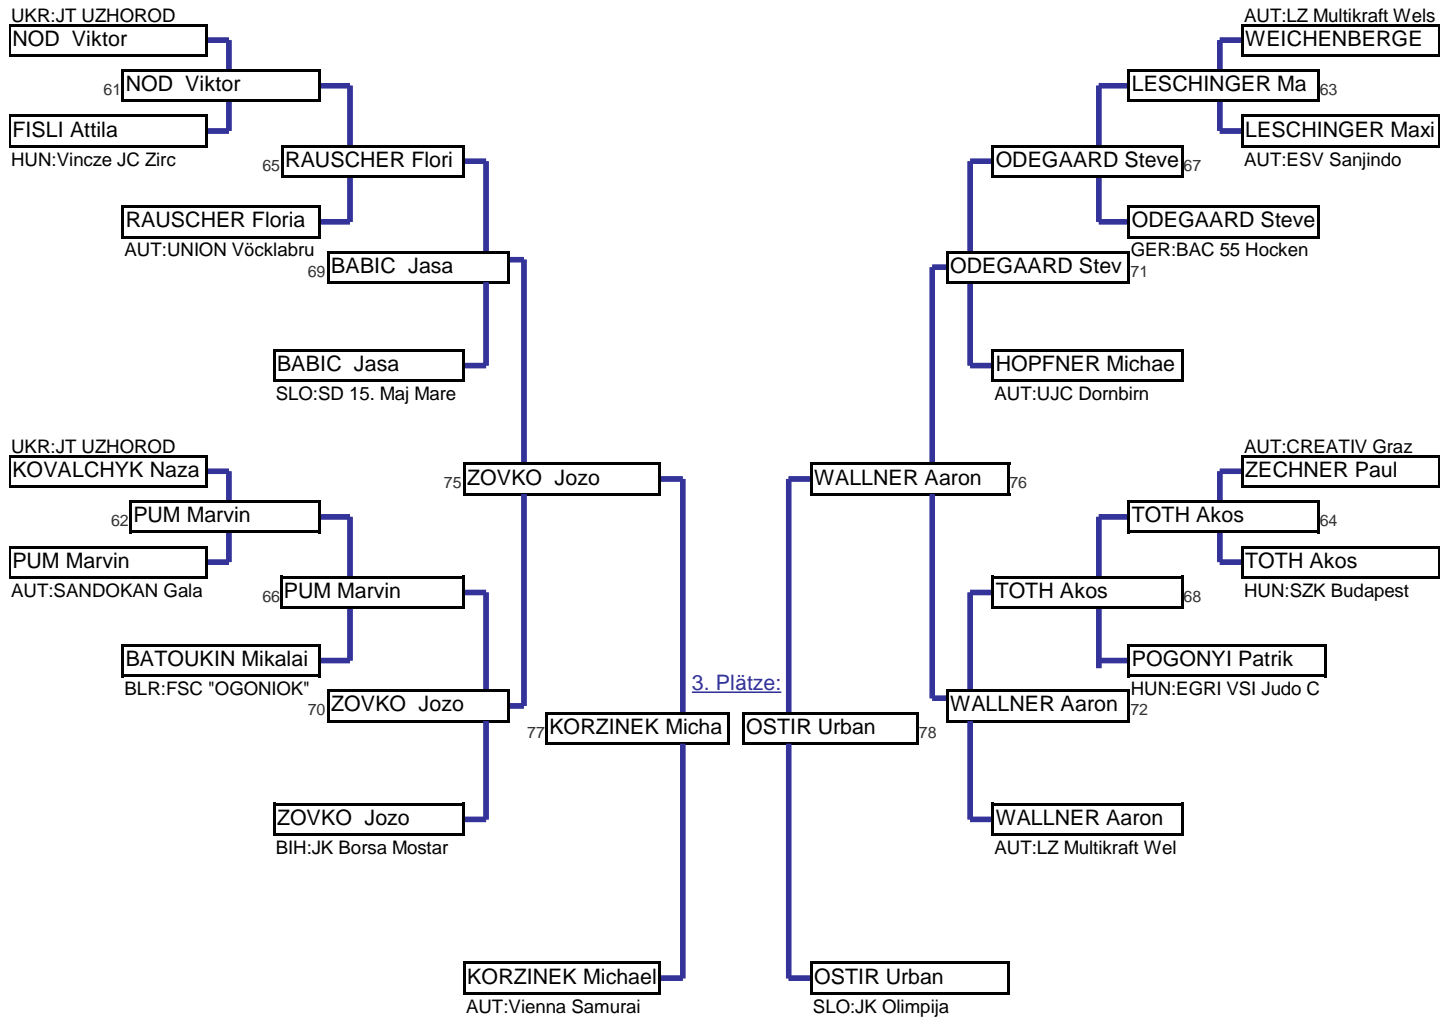 UKR:JT UZHOROD
NOD  Viktor
61 NOD  Viktor
FISLI Attila
HUN:Vincze JC Zirc
65 RAUSCHER Flori
RAUSCHER Floria
AUT:UNION Vöcklabru
69 BABIC  Jasa
BABIC  Jasa
SLO:SD 15. Maj Mare
UKR:JT UZHOROD
KOVALCHYK Naza
75 ZOVKO  Jozo
62 PUM Marvin
PUM Marvin
AUT:SANDOKAN Gala
66 PUM Marvin
BATOUKIN Mikalai
BLR:FSC "OGONIOK"
70 ZOVKO  Jozo
77 KORZINEK Micha
ZOVKO  Jozo
BIH:JK Borsa Mostar
KORZINEK Michael
AUT:Vienna Samurai
3. Plätze:
AUT:LZ Multikraft Wels
WEICHENBERGE
LESCHINGER Ma 63
LESCHINGER Maxi
AUT:ESV Sanjindo
ODEGAARD Steve 67
ODEGAARD Steve
GER:BAC 55 Hocken
ODEGAARD Stev 71
HOPFNER Michae
AUT:UJC Dornbirn
AUT:CREATIV Graz
ZECHNER Paul
WALLNER Aaron 76
TOTH Akos 64
TOTH Akos
HUN:SZK Budapest
TOTH Akos 68
POGONYI Patrik
HUN:EGRI VSI Judo C
WALLNER Aaron 72
OSTIR Urban 78
WALLNER Aaron
AUT:LZ Multikraft Wel
OSTIR Urban
SLO:JK Olimpija